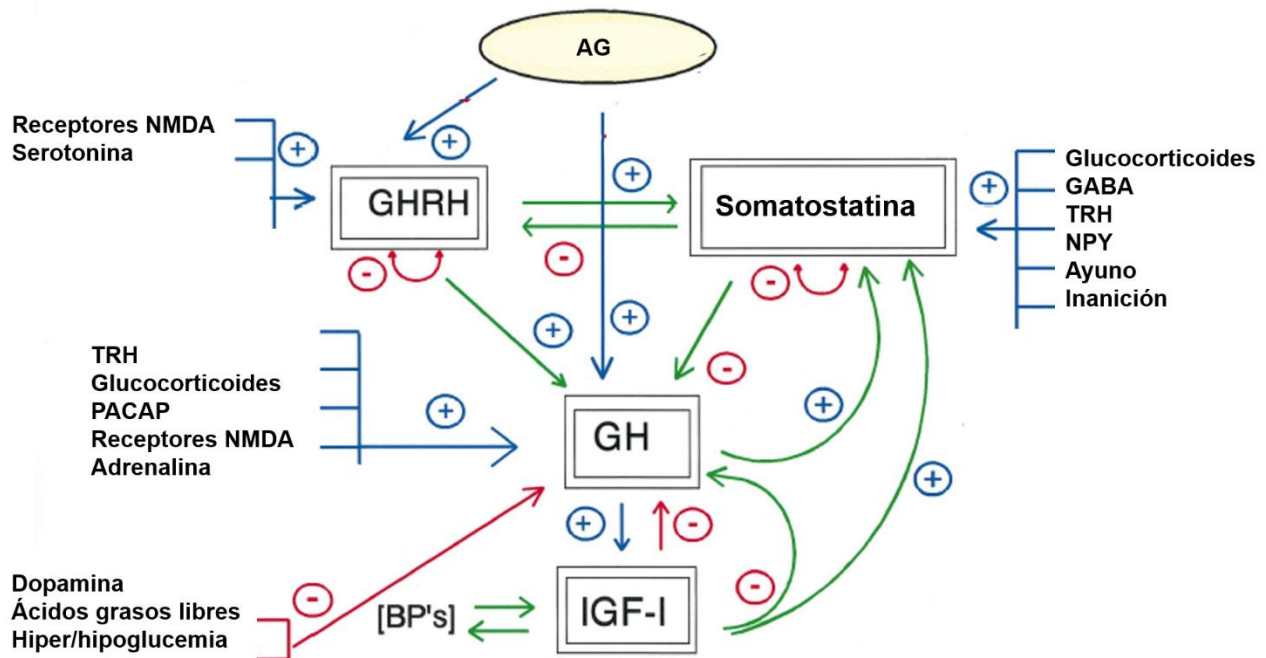 AG
Receptores NMDA
Serotonina
+
+
GHRH
+
Somatostatina
+
Glucocorticoides
GABA
TRH
NPY
Ayuno
Inanición
-
-
-
+
+
-
TRH
Glucocorticoides
PACAP
Receptores NMDA
Adrenalina
+
GH
+
+
+
-
Dopamina
Ácidos grasos libres
Hiper/hipoglucemia
-
[BP's]
IGF-I
-